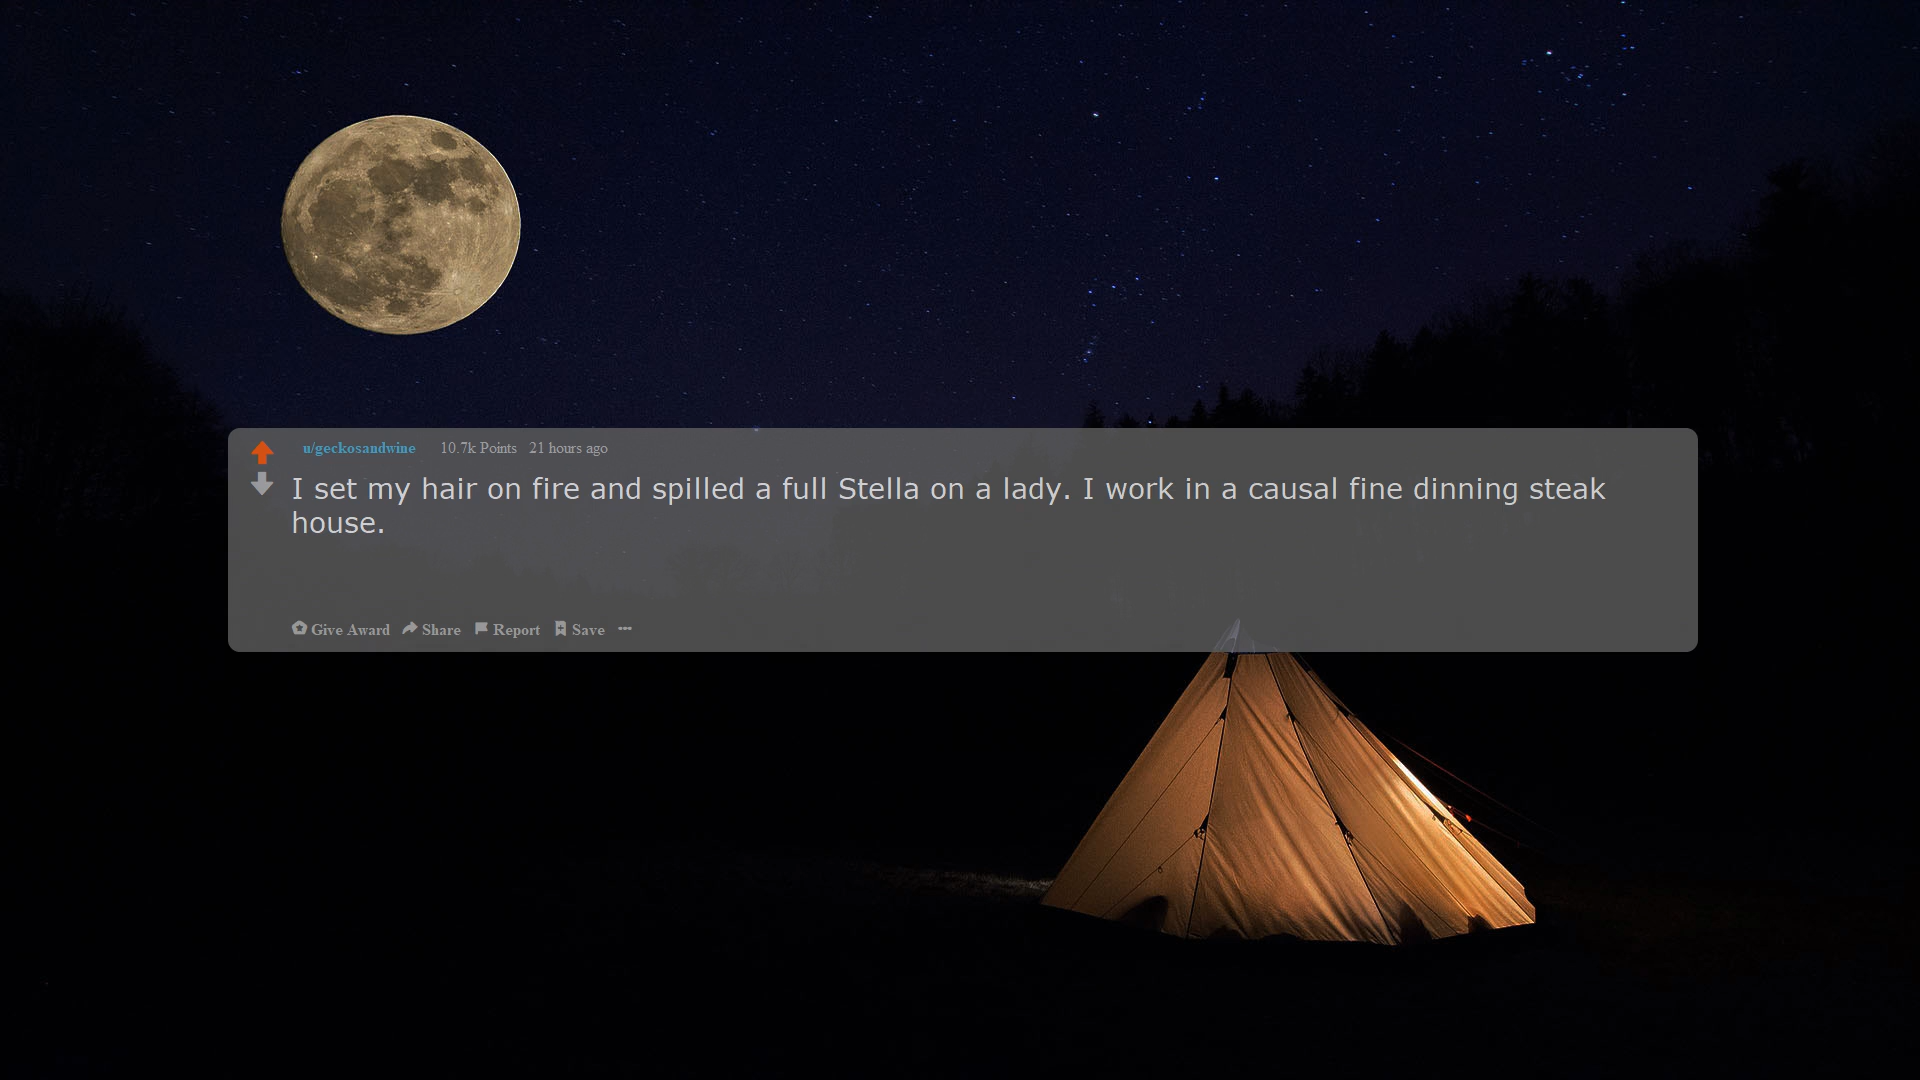 u/geckosandwine 10.7k Points 21 hours ago
I set my hair on fire and spilled a full Stella on a lady. I work in a causal fine dinning steak
house.
Give Award Share Report Save ...